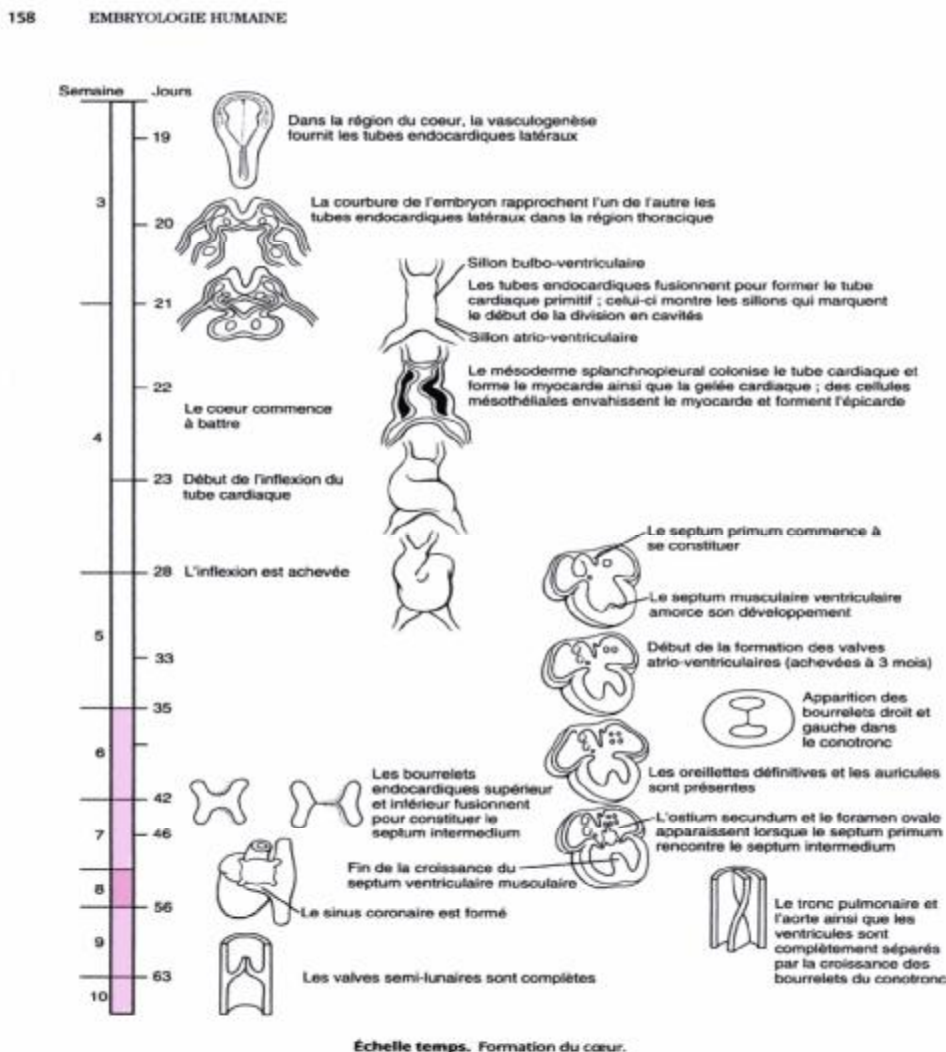 158 EMBRYOLOGIE HUMAINE
Semaine Jours
19
Dans la région du coeur, la vasculogenèse
fournit les tubes endocardiques latéraux
3
La courbure de l'embryon rapprochent l'un de l'autre les
tubes endocardiques latéraux dans la région thoracique
20
Sillon bulbo-ventriculaire
Les tubes endocardiques fusionnent pour former le tube
cardiaque primitif ; celui-ci montre les sillons qui marquent
le début de la division en cavités
21
Sillon atrio-ventriculaire
Le mésoderme splanchnopleural colonise le tube cardiaque et
forme le myocarde ainsi que la gelée cardiaque ; des cellules
mésothéliales envahissent le myocarde et forment l'épicarde
22
Le coeur commence
à battre
4
23 Début de l'inflexion du
tube cardiaque
Le septum primum commence à
se constituer
28 L'inflexion est achevée
Le septum musculaire ventriculaire
amorce son développement
5
33
Début de la formation des valves
atrio-ventriculaires (achevées à 3 mois)
35
Apparition des
bourrelets droit et
gauche dans
le conotronc
6
Les oreillettes définitives et les auricules
sont présentes
Les bourrelets
endocardiques supérieur
et inférieur fusionnent
pour constituer le
septum intermedium
42
7
46
L'ostium secundum et le foramen ovale
apparaissent lorsque le septum primum
rencontre le septum intermedium
Fin de la croissance du
septum ventriculaire musculaire
8
56
Le sinus coronaire est formé
Le tronc pulmonaire et
l'aorte ainsi que les
ventricules sont
complètement séparés
par la croissance des
bourrelets du conotronc
9
63
Les valves semi-lunaires sont complètes
10
Échelle temps. Formation du cœur.